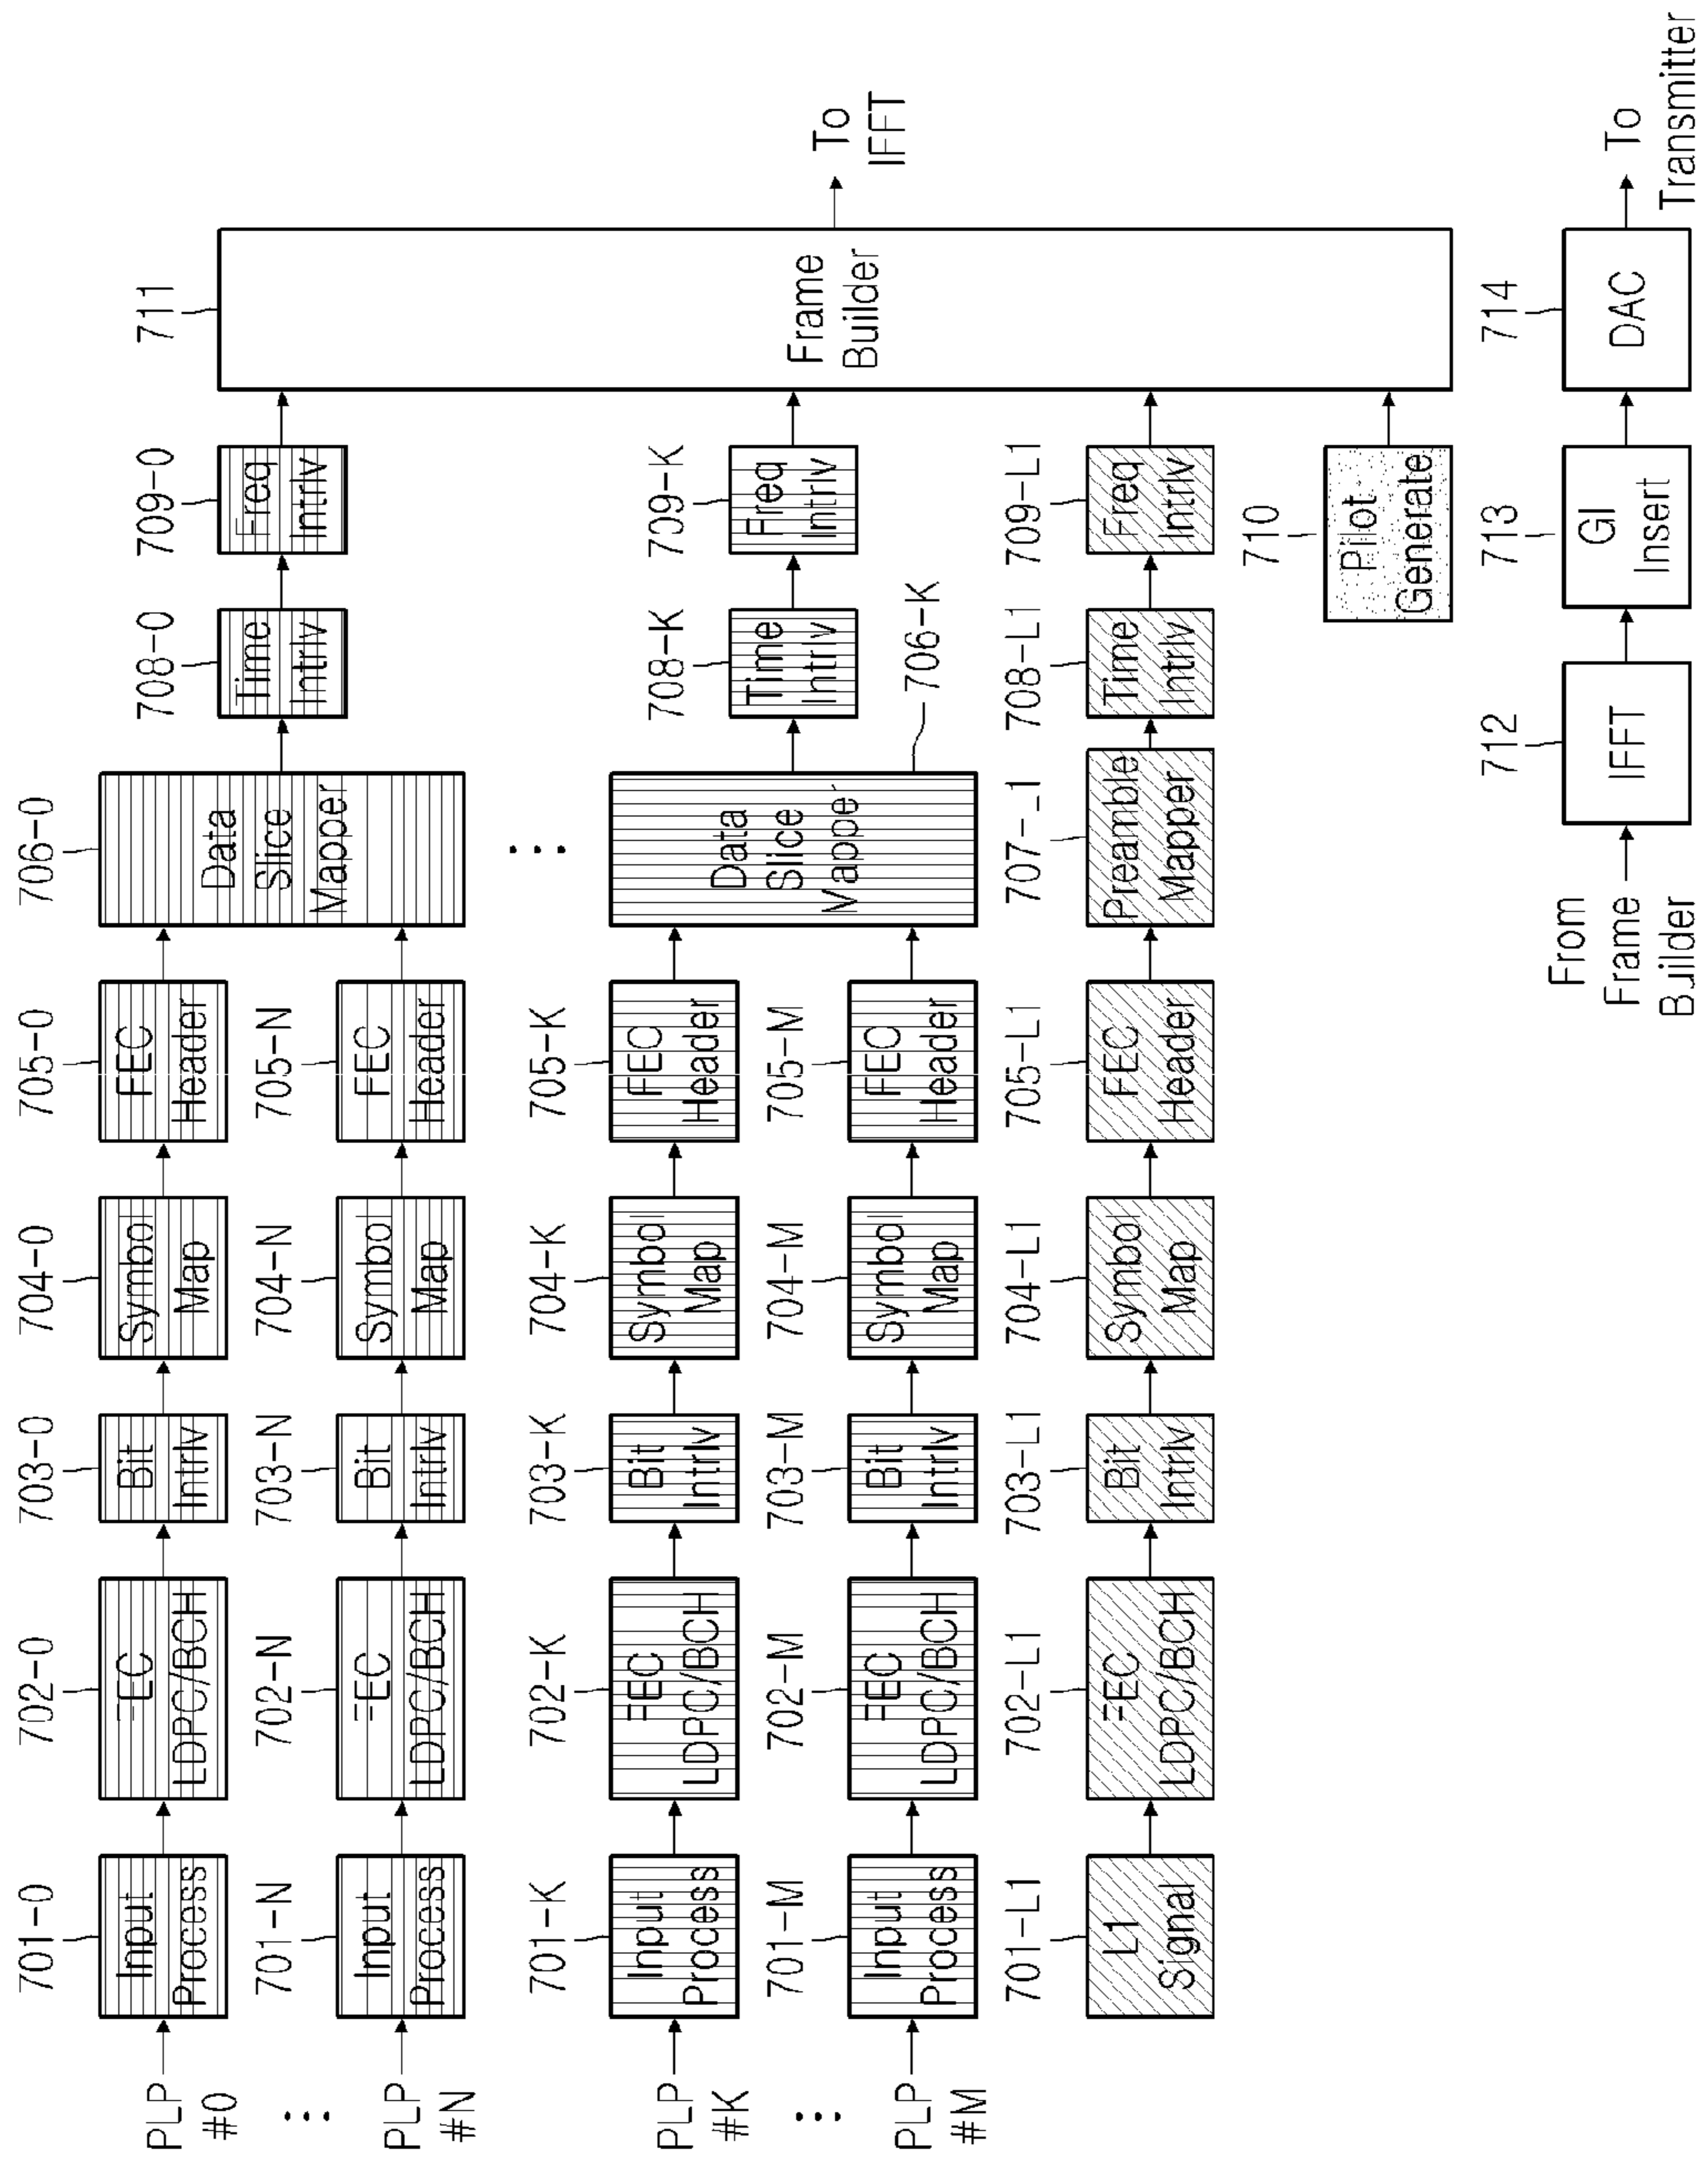 701-0 702-0 703-0 704-0 705-0 706-0
PLP
#0
Input
Process
FEC
LDPC/BCH
Bit
Intrlv
Symbol
Map
FEC
Header
Data
Slice
Mapper
708-0
Time
Intrlv
709-0
Freq
Intrlv
711
Frame
Builder
To
IFFT
701-N 702-N 703-N 704-N 705-N
PLP
#N
Input
Process
FEC
LDPC/BCH
Bit
Intrlv
Symbol
Map
FEC
Header
701-K 702-K 703-K 704-K 705-K
PLP
#K
Input
Process
FEC
LDPC/BCH
Bit
Intrlv
Symbol
Map
FEC
Header
Data
Slice
Mapper
708-K
Time
Intrlv
709-K
Freq
Intrlv
706-K
701-M 702-M 703-M 704-M 705-M
PLP
#M
Input
Process
FEC
LDPC/BCH
Bit
Intrlv
Symbol
Map
FEC
Header
701-L1 702-L1 703-L1 704-L1 705-L1 707-L1 708-L1 709-L1
L1
Signal
FEC
LDPC/BCH
Bit
Intrlv
Symbol
Map
FEC
Header
Preamble
Mapper
Time
Intrlv
Freq
Intrlv
710
Pilot
Generate
712 713 714
From
Frame
Builder
IFFT
GI
Insert
DAC
To
Transmitter